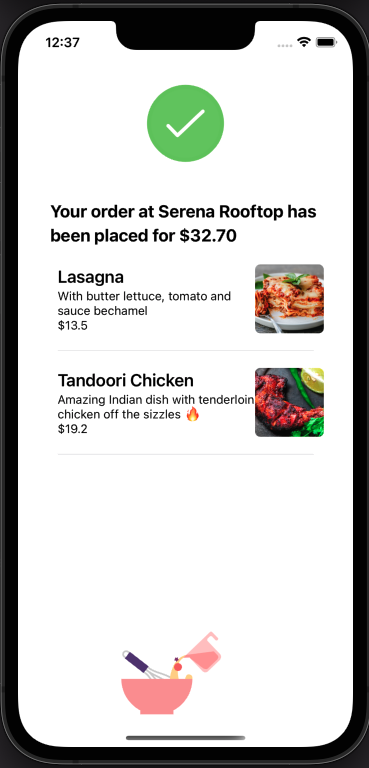 12:37
Your order at Serena Rooftop has
been placed for $32.70
Lasagna
With butter lettuce, tomato and
sauce bechamel
$13.5
Tandoori Chicken
Amazing Indian dish with tenderloin
chicken off the sizzles 🔥
$19.2